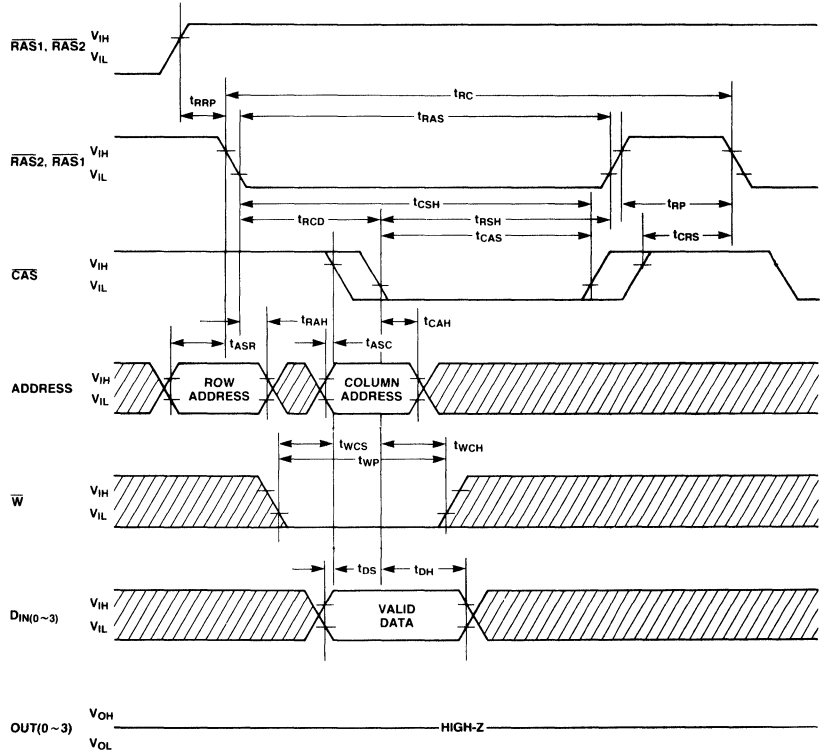 RAS1, RAS2 VIH
VIL
tRRP
tRC
tRAS
RAS2, RAS1 VIH
VIL
tCSH
tRCD
tRSH
tRP
tCAS
tCRS
CAS VIH
VIL
tRAH
tCAH
tASR
tASC
ADDRESS VIH
VIL
ROW
ADDRESS
COLUMN
ADDRESS
tWCS
tWCH
tWP
W VIH
VIL
tDS
tDH
DIN(0~3) VIH
VIL
VALID
DATA
OUT(0~3) VOH
VOL
HIGH-Z